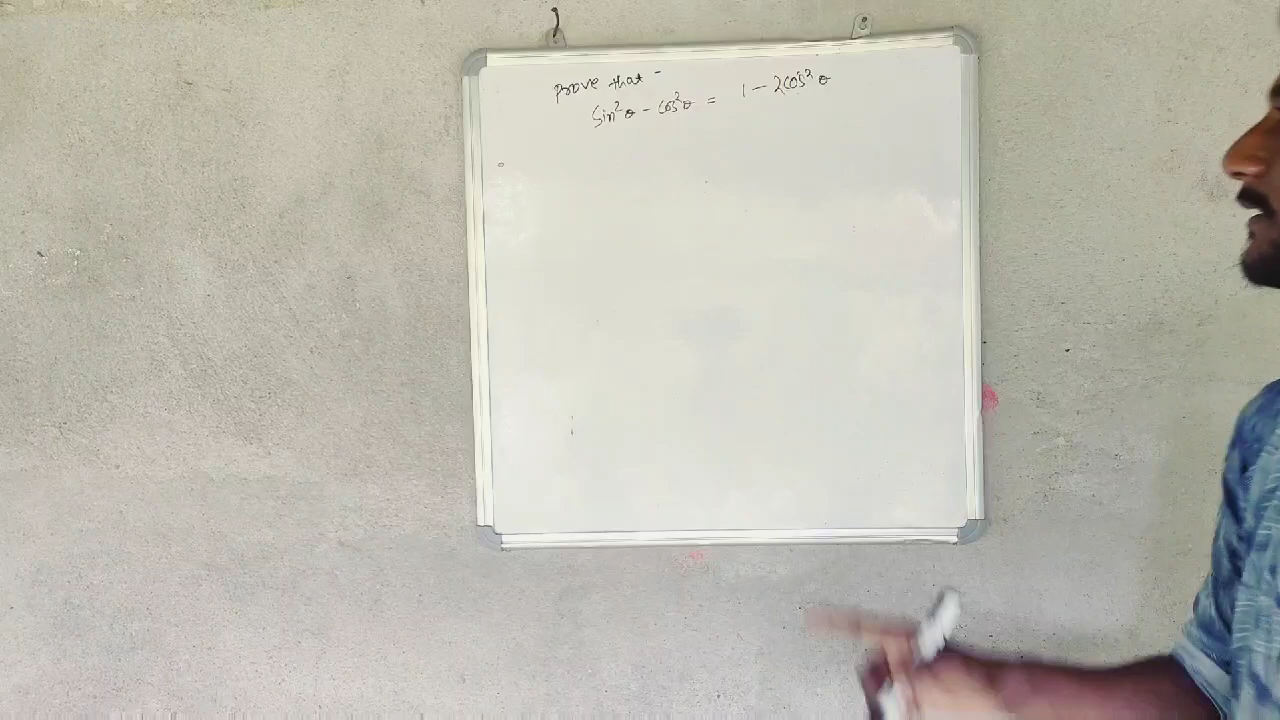 Prove that -
Sin²θ - cos²θ = 1 - 2cos²θ